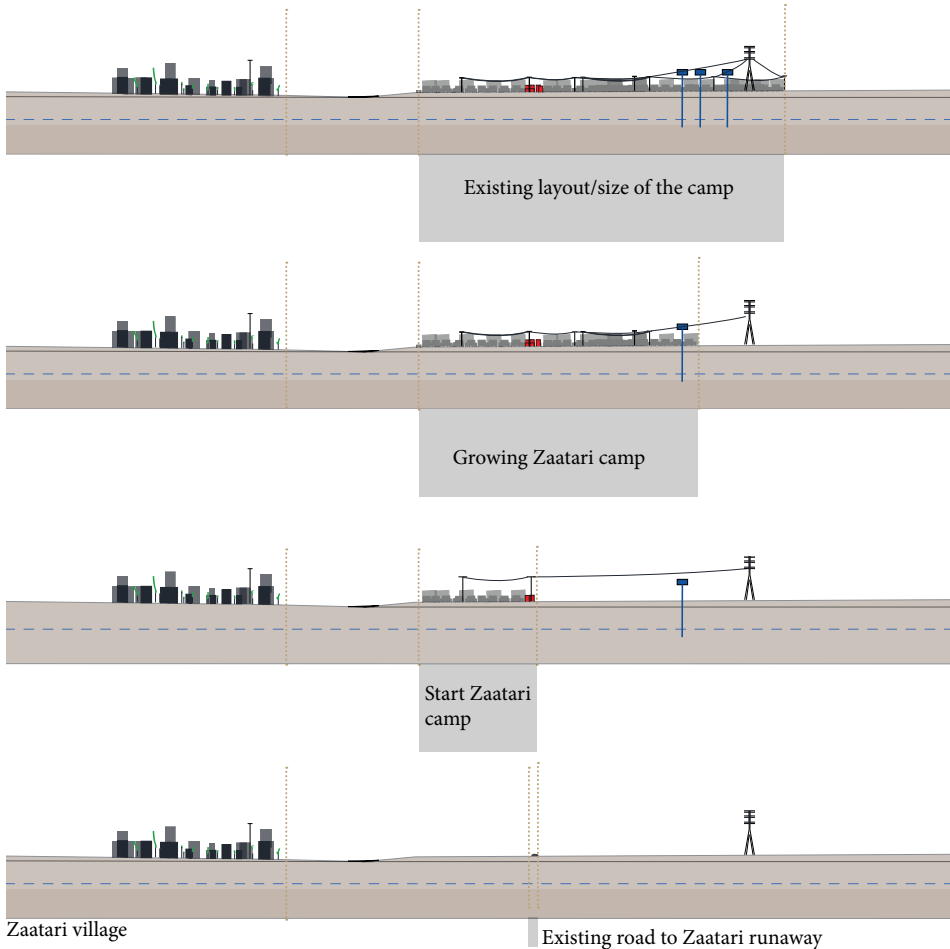 Existing layout/size of the camp
Growing Zaatari camp
Start Zaatari
camp
Zaatari village
Existing road to Zaatari runaway